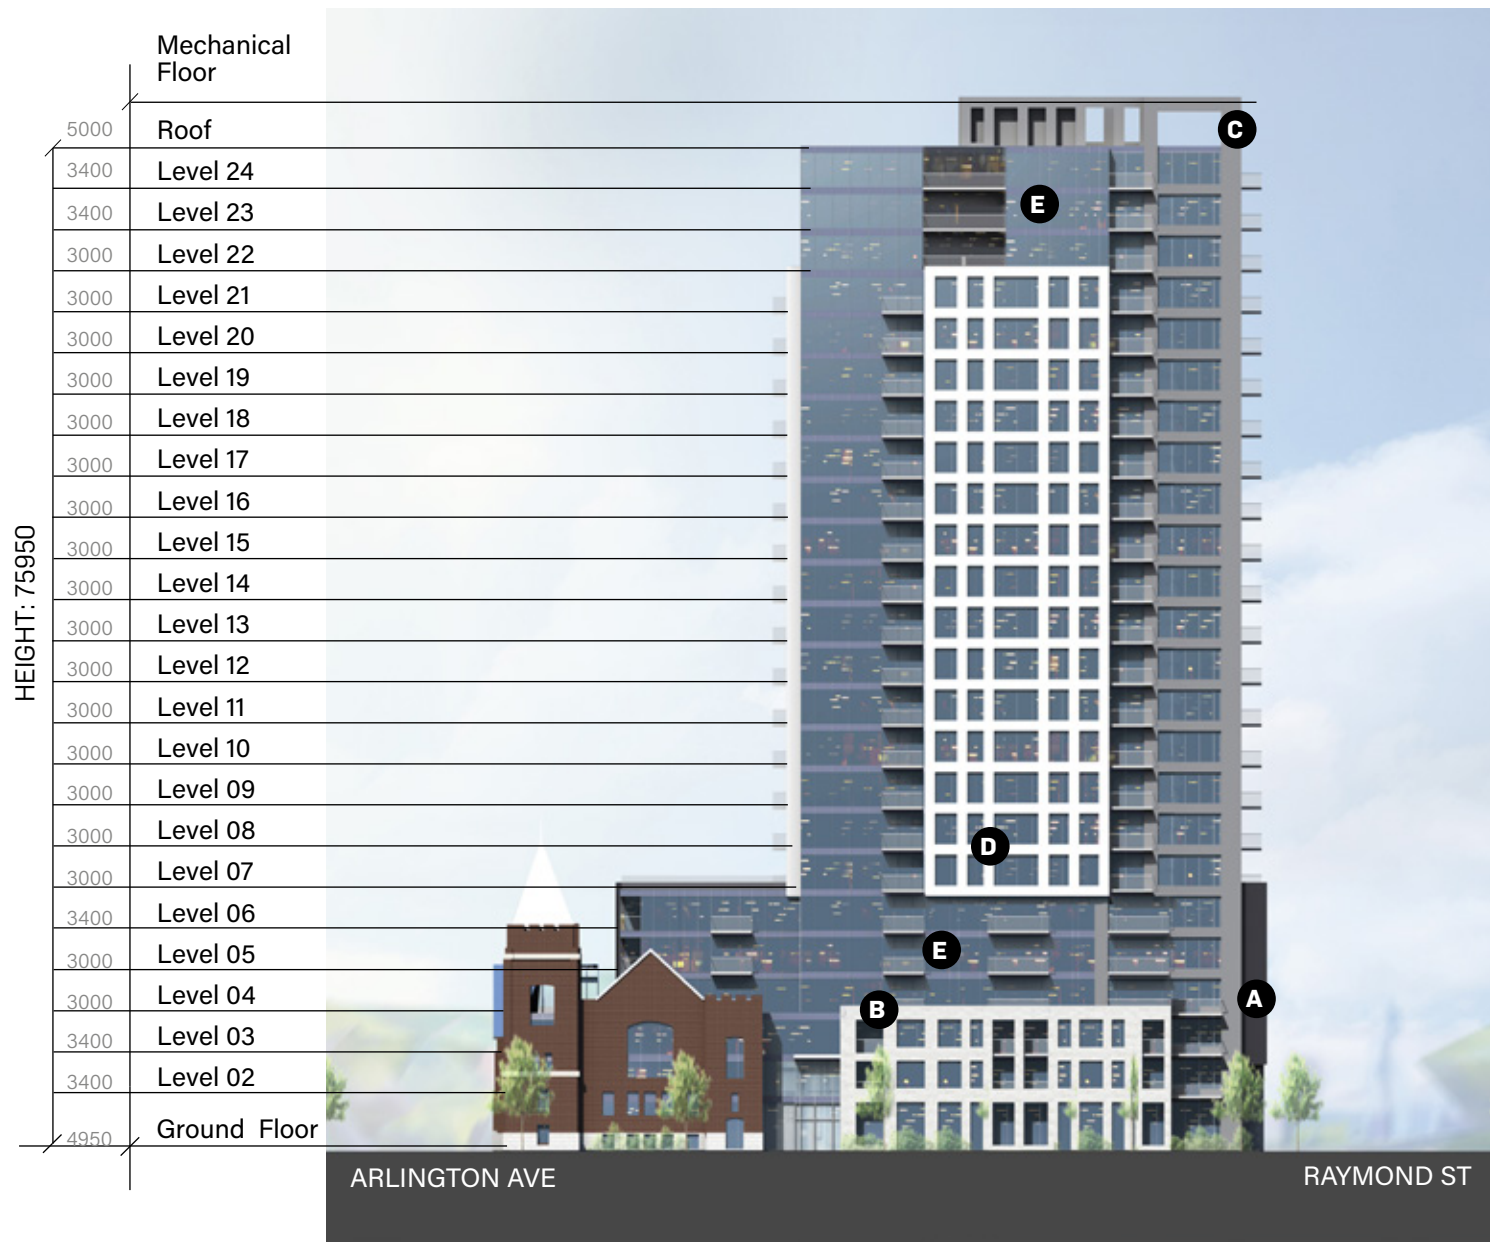 Mechanical
Floor
5000 Roof
3400 Level 24
3400 Level 23
3000 Level 22
3000 Level 21
3000 Level 20
3000 Level 19
3000 Level 18
3000 Level 17
3000 Level 16
3000 Level 15
3000 Level 14
3000 Level 13
3000 Level 12
3000 Level 11
3000 Level 10
3000 Level 09
3000 Level 08
3000 Level 07
3400 Level 06
3000 Level 05
3000 Level 04
3400 Level 03
3400 Level 02
4950 Ground Floor
HEIGHT: 75950
C
E
D
E
A
B
ARLINGTON AVE
RAYMOND ST